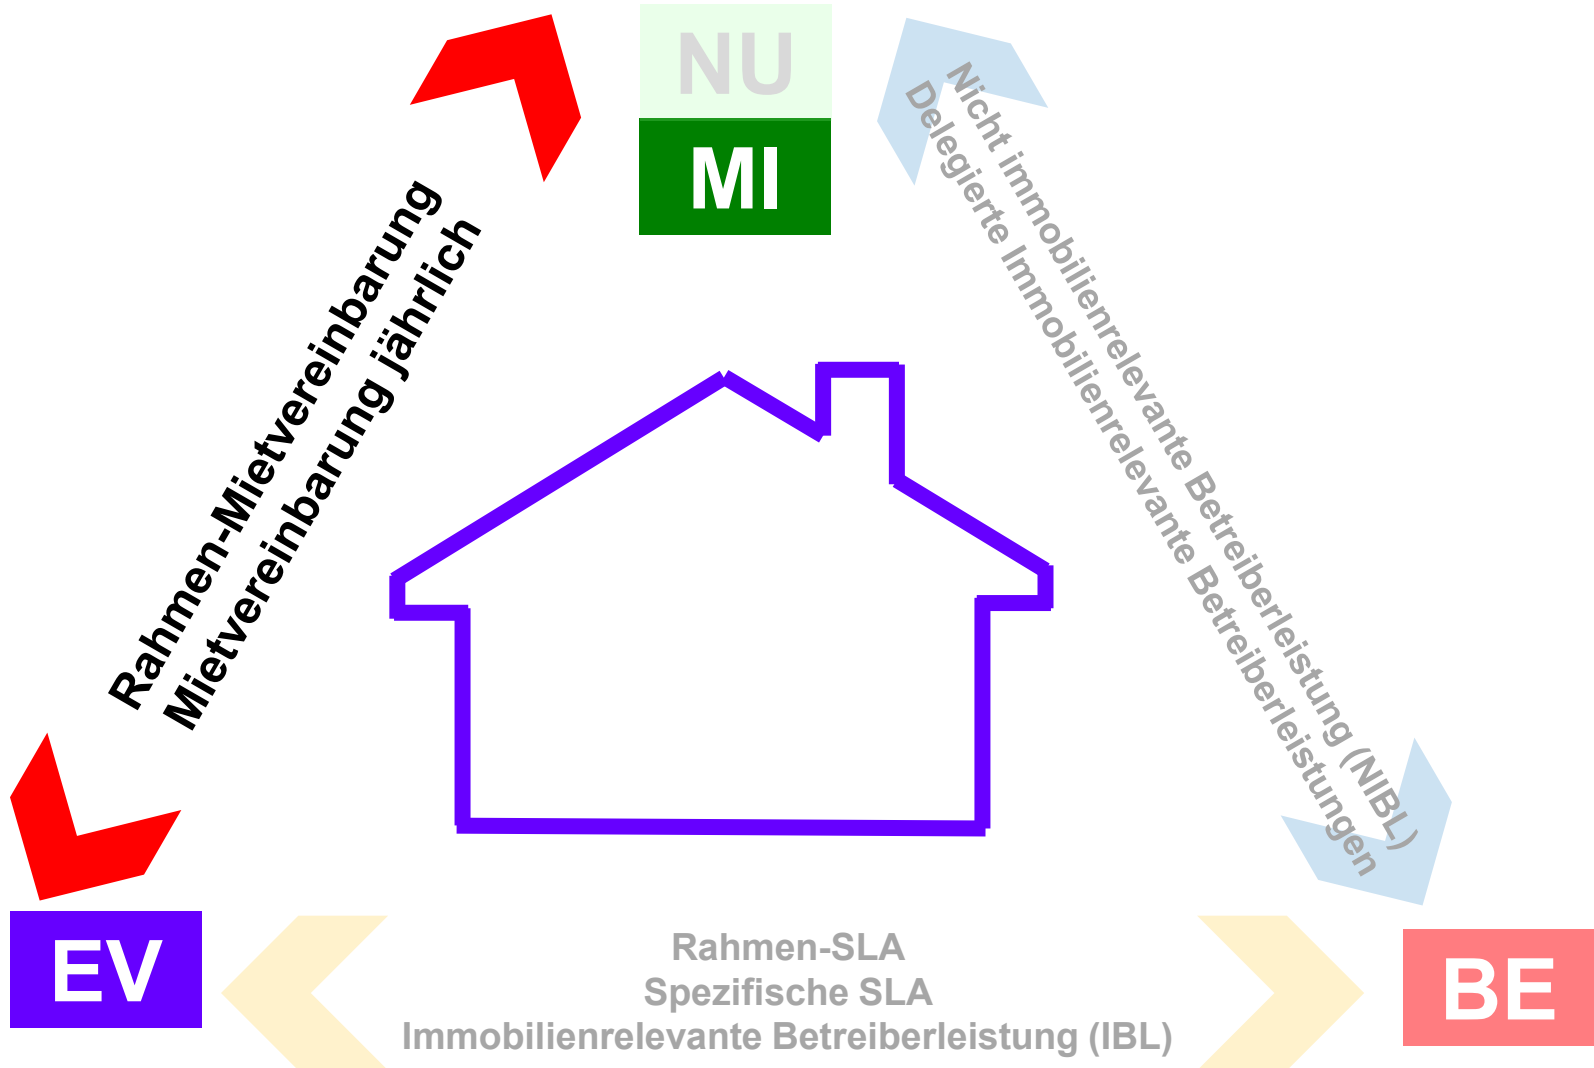 NU
MI
Rahmen-Mietvereinbarung
Mietvereinbarung jährlich
Nicht immobilienrelevante Betreiberleistung (NIBL)
Delegierte Immobilienrelevante Betreiberleistungen
EV
Rahmen-SLA
Spezifische SLA
Immobilienrelevante Betreiberleistung (IBL)
BE